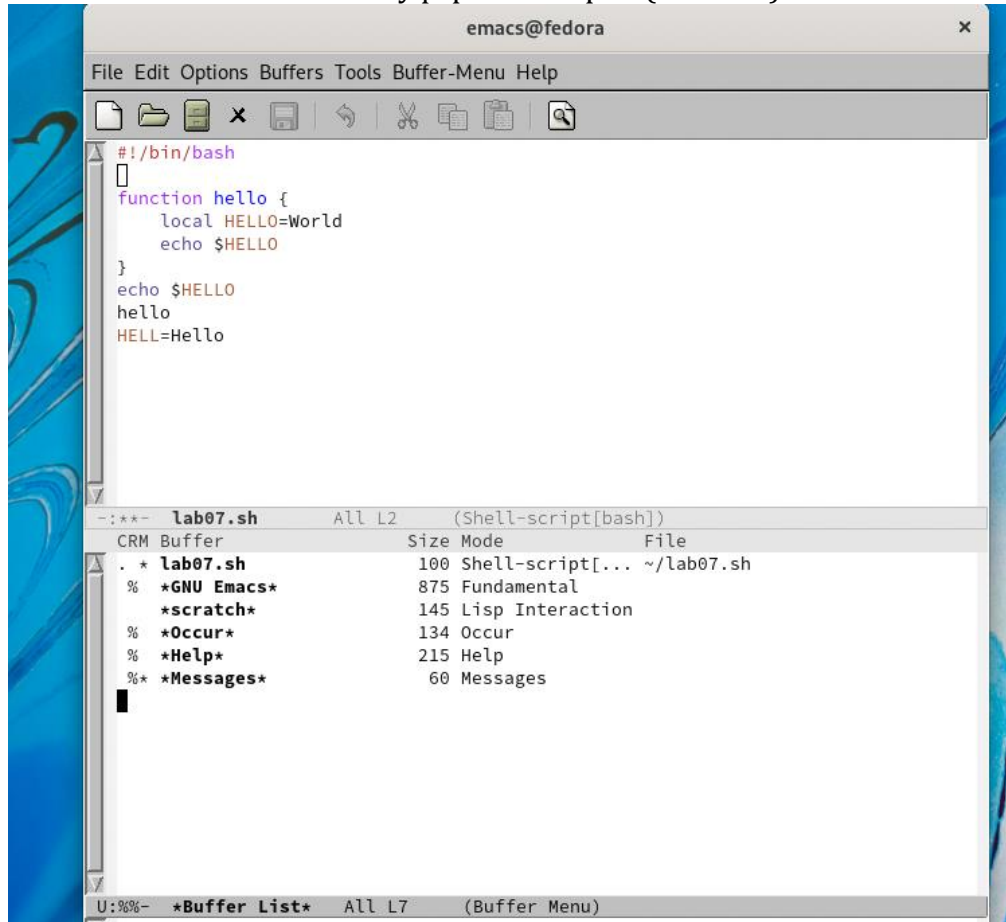 emacs@fedora ×
File Edit Options Buffers Tools Buffer-Menu Help
#!/bin/bash
function hello {
    local HELLO=World
    echo $HELLO
}
echo $HELLO
hello
HELL=Hello
-:**-  lab07.sh       All L2     (Shell-script[bash])
CRM Buffer                Size Mode              File
. * lab07.sh               100 Shell-script[... ~/lab07.sh
 %  *GNU Emacs*            875 Fundamental
    *scratch*              145 Lisp Interaction
 %  *Occur*                134 Occur
 %  *Help*                 215 Help
 %* *Messages*              60 Messages
U:%%-  *Buffer List*   All L7     (Buffer Menu)